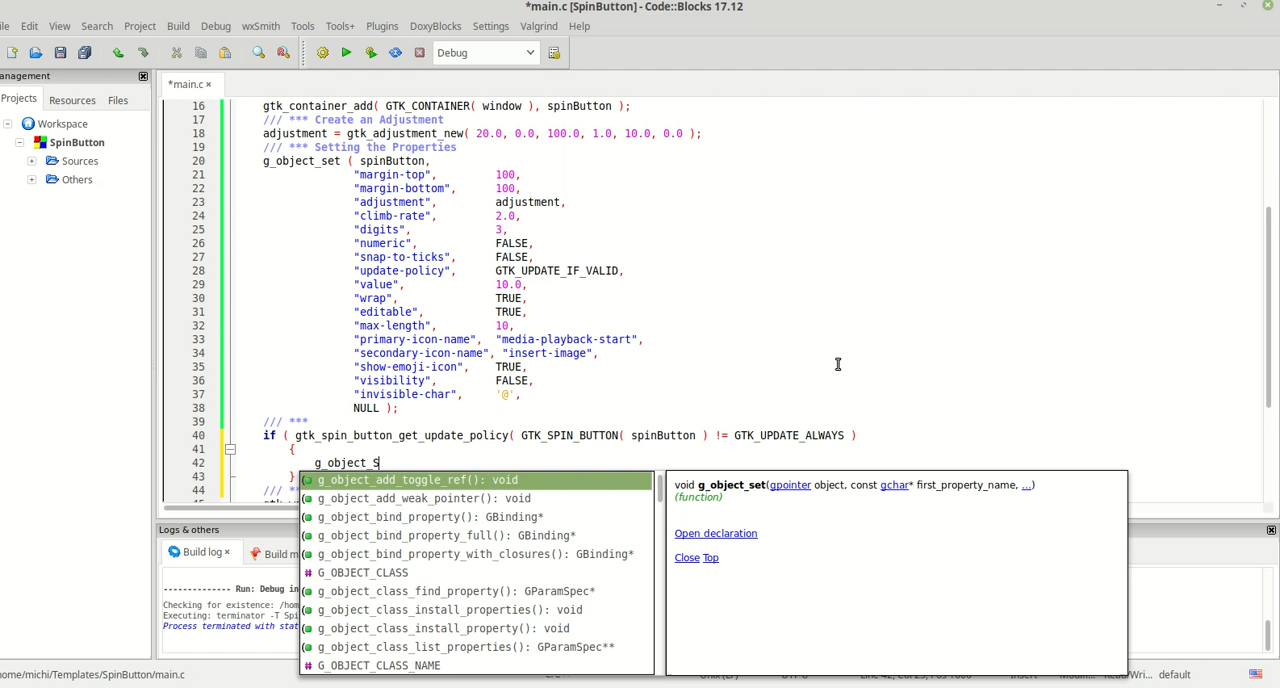 *main.c [SpinButton] - Code::Blocks 17.12
ile Edit View Search Project Build Debug wxSmith Tools Tools+ Plugins DoxyBlocks Settings Valgrind Help
Debug
anagement
*main.c ×
Projects Resources Files
Workspace
SpinButton
Sources
Others
16 gtk_container_add( GTK_CONTAINER( window ), spinButton );
17 /// *** Create an Adjustment
18 adjustment = gtk_adjustment_new( 20.0, 0.0, 100.0, 1.0, 10.0, 0.0 );
19 /// *** Setting the Properties
20 g_object_set ( spinButton,
21 "margin-top", 100,
22 "margin-bottom", 100,
23 "adjustment", adjustment,
24 "climb-rate", 2.0,
25 "digits", 3,
26 "numeric", FALSE,
27 "snap-to-ticks", FALSE,
28 "update-policy", GTK_UPDATE_IF_VALID,
29 "value", 10.0,
30 "wrap", TRUE,
31 "editable", TRUE,
32 "max-length", 10,
33 "primary-icon-name", "media-playback-start",
34 "secondary-icon-name", "insert-image",
35 "show-emoji-icon", TRUE,
36 "visibility", FALSE,
37 "invisible-char", '@',
38 NULL );
39 /// ***
40 if ( gtk_spin_button_get_update_policy( GTK_SPIN_BUTTON( spinButton ) != GTK_UPDATE_ALWAYS )
41 {
42 g_object_S
43 }
44 /// **
g_object_add_toggle_ref(): void
g_object_add_weak_pointer(): void
g_object_bind_property(): GBinding*
g_object_bind_property_full(): GBinding*
g_object_bind_property_with_closures(): GBinding*
G_OBJECT_CLASS
g_object_class_find_property(): GParamSpec*
g_object_class_install_properties(): void
g_object_class_install_property(): void
g_object_class_list_properties(): GParamSpec**
G_OBJECT_CLASS_NAME
void g_object_set(gpointer object, const gchar* first_property_name, ...)
(function)
Open declaration
Close Top
Logs & others
Build log × Build m
------------- Run: Debug in
Checking for existence: /hom
Executing: terminator -T Spi
Process terminated with stat
ome/michi/Templates/SpinButton/main.c
default